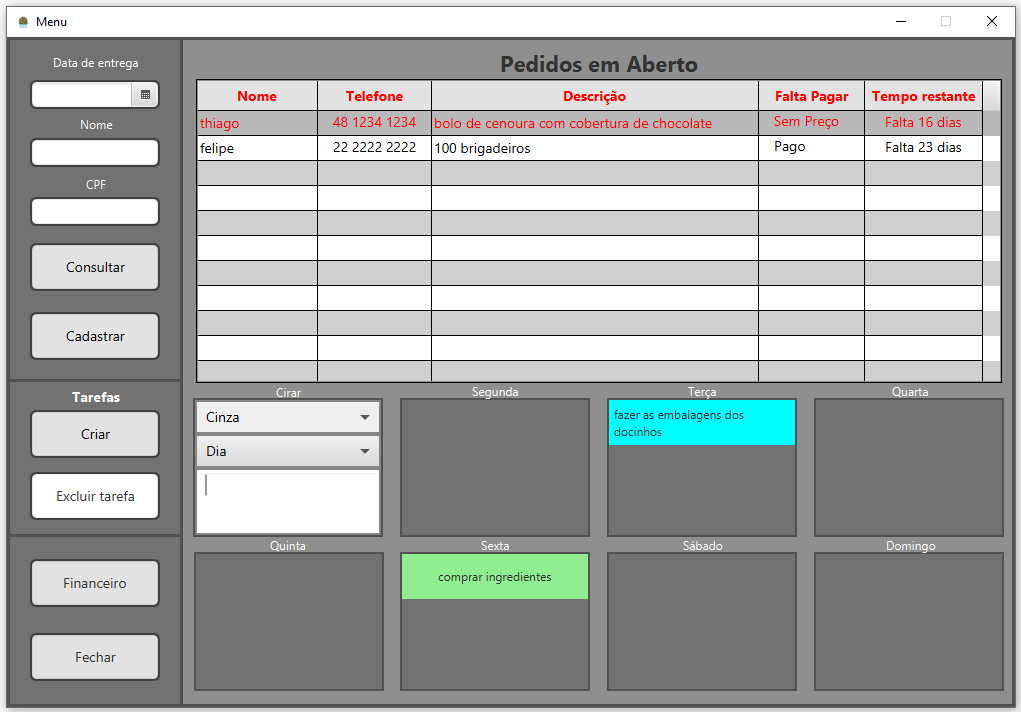 Menu
Data de entrega
Nome
CPF
Consultar
Cadastrar
Tarefas
Criar
Excluir tarefa
Financeiro
Fechar
Pedidos em Aberto
Nome Telefone Descrição Falta Pagar Tempo restante
thiago 48 1234 1234 bolo de cenoura com cobertura de chocolate Sem Preço Falta 16 dias
felipe 22 2222 2222 100 brigadeiros Pago Falta 23 dias
Cirar
Cinza
Dia
Segunda
Terça
fazer as embalagens dos
docinhos
Quarta
Quinta
Sexta
comprar ingredientes
Sábado
Domingo